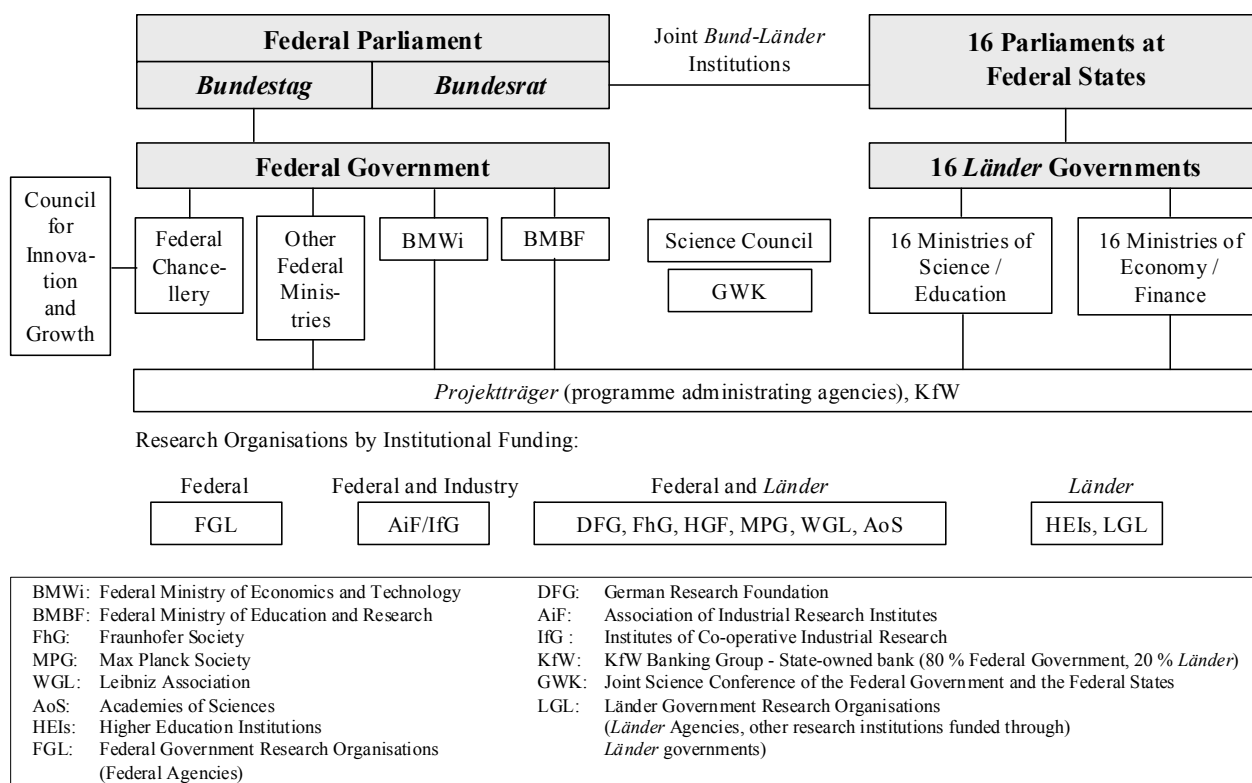 Federal Parliament
Bundestag
Bundesrat
Joint Bund-Länder
Institutions
16 Parliaments at
Federal States
Federal Government
16 Länder Governments
Council
for
Innova-
tion
and
Growth
Federal
Chance-
llery
Other
Federal
Minis-
tries
BMWi
BMBF
Science Council
GWK
16 Ministries of
Science /
Education
16 Ministries of
Economy /
Finance
Projektträger (programme administrating agencies), KfW
Research Organisations by Institutional Funding:
Federal
FGL
Federal and Industry
AiF/IfG
Federal and Länder
DFG, FhG, HGF, MPG, WGL, AoS
Länder
HEIs, LGL
BMWi: Federal Ministry of Economics and Technology
BMBF: Federal Ministry of Education and Research
FhG: Fraunhofer Society
MPG: Max Planck Society
WGL: Leibniz Association
AoS: Academies of Sciences
HEIs: Higher Education Institutions
FGL: Federal Government Research Organisations
(Federal Agencies)
DFG: German Research Foundation
AiF: Association of Industrial Research Institutes
IfG : Institutes of Co-operative Industrial Research
KfW: KfW Banking Group - State-owned bank (80 % Federal Government, 20 % Länder)
GWK: Joint Science Conference of the Federal Government and the Federal States
LGL: Länder Government Research Organisations
(Länder Agencies, other research institutions funded through)
Länder governments)